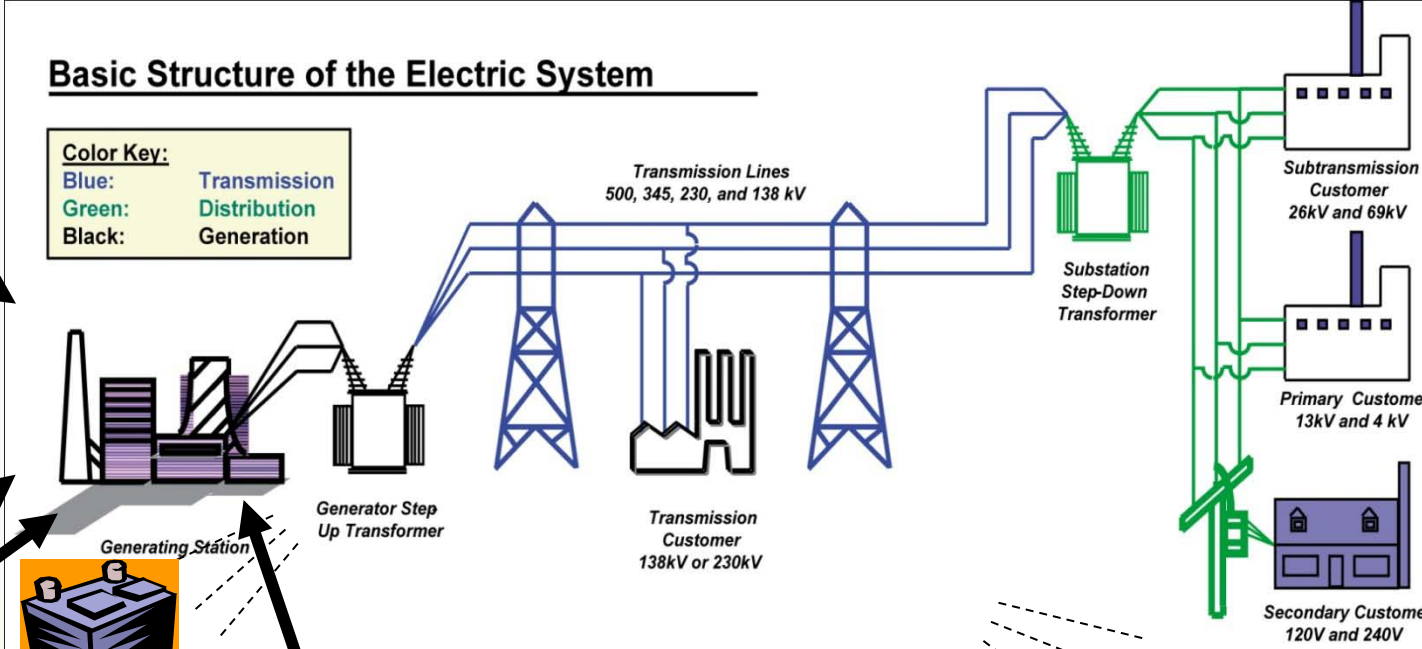 Basic Structure of the Electric System
Color Key:
Blue: Transmission
Green: Distribution
Black: Generation
Transmission Lines
500, 345, 230, and 138 kV
Subtransmission
Customer
26kV and 69kV
Substation
Step-Down
Transformer
Primary Custome
13kV and 4 kV
Generating Station
Generator Step
Up Transformer
Transmission
Customer
138kV or 230kV
Secondary Custome
120V and 240V